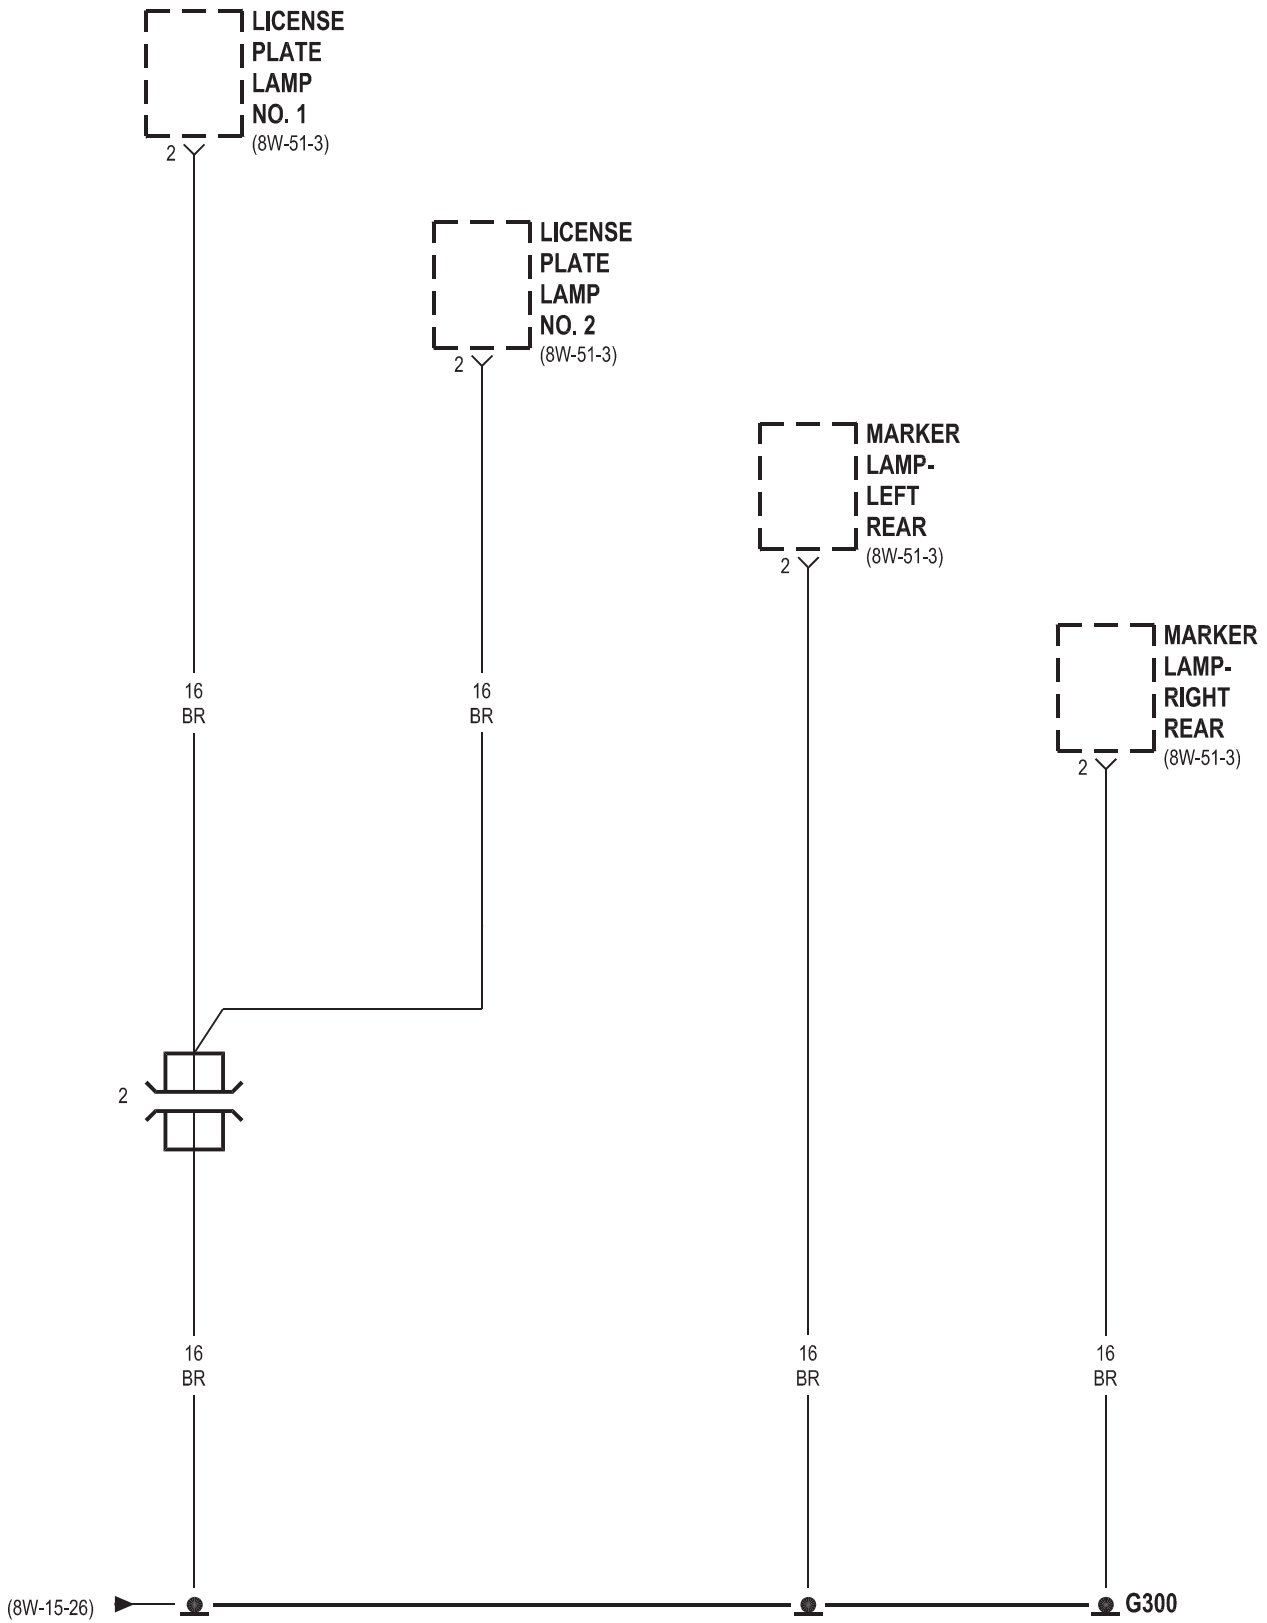 LICENSE
PLATE
LAMP
NO. 1
(8W-51-3)
2
LICENSE
PLATE
LAMP
NO. 2
(8W-51-3)
2
MARKER
LAMP-
LEFT
REAR
(8W-51-3)
2
MARKER
LAMP-
RIGHT
REAR
(8W-51-3)
2
16
BR
16
BR
2
16
BR
16
BR
16
BR
(8W-15-26)
G300